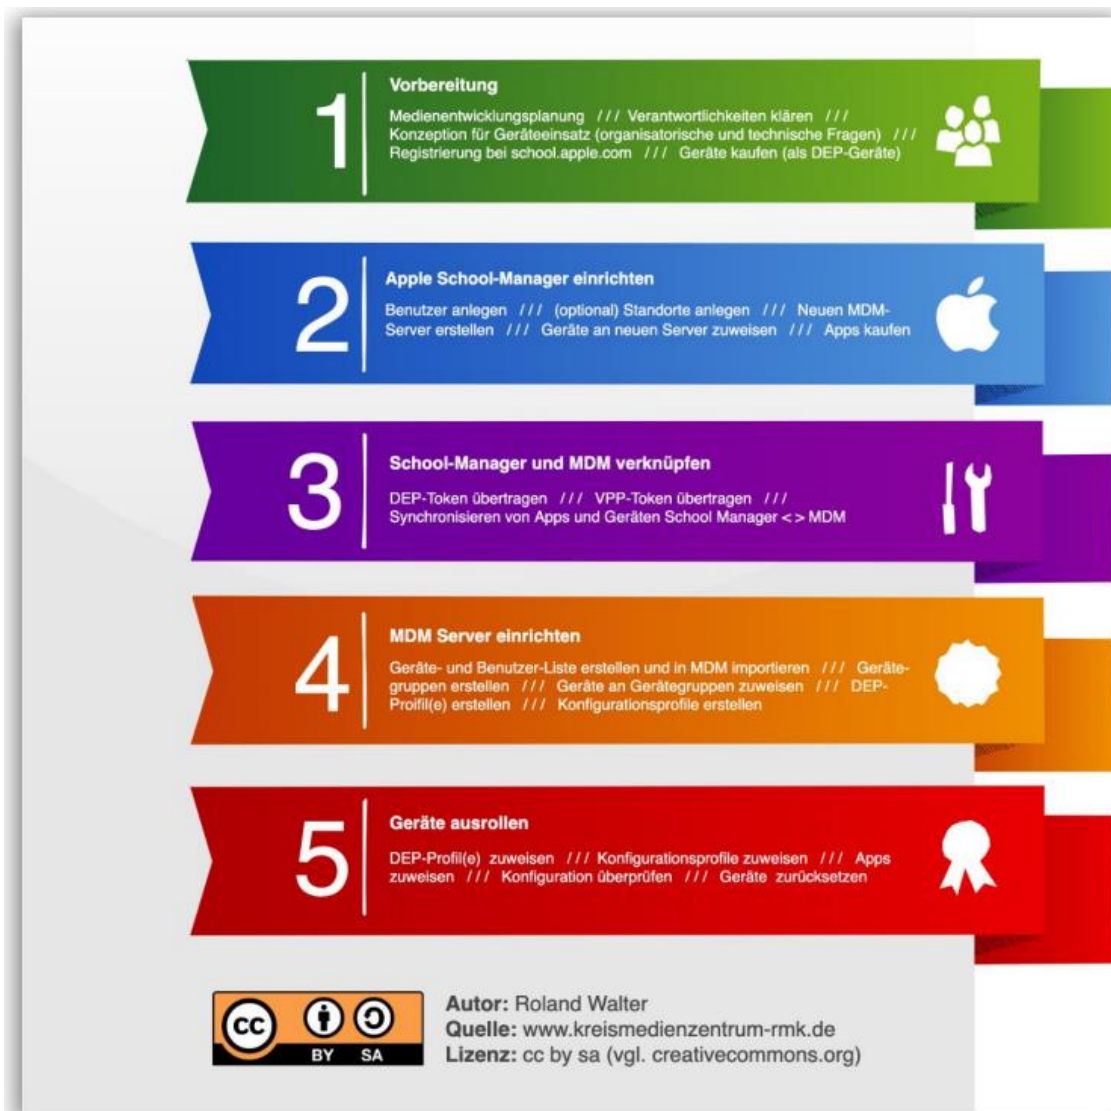 1
Vorbereitung
Medienentwicklungsplanung /// Verantwortlichkeiten klären ///
Konzeption für Geräteeinsatz (organisatorische und technische Fragen) ///
Registrierung bei school.apple.com /// Geräte kaufen (als DEP-Geräte)
2
Apple School-Manager einrichten
Benutzer anlegen /// (optional) Standorte anlegen /// Neuen MDM-
Server erstellen /// Geräte an neuen Server zuweisen /// Apps kaufen
3
School-Manager und MDM verknüpfen
DEP-Token übertragen /// VPP-Token übertragen ///
Synchronisieren von Apps und Geräten School Manager < > MDM
4
MDM Server einrichten
Geräte- und Benutzer-Liste erstellen und in MDM importieren /// Geräte-
gruppen erstellen /// Geräte an Gerätegruppen zuweisen /// DEP-
Proifil(e) erstellen /// Konfigurationsprofile erstellen
5
Geräte ausrollen
DEP-Profil(e) zuweisen /// Konfigurationsprofile zuweisen /// Apps
zuweisen /// Konfiguration überprüfen /// Geräte zurücksetzen
cc
BY SA
Autor: Roland Walter
Quelle: www.kreismedienzentrum-rmk.de
Lizenz: cc by sa (vgl. creativecommons.org)